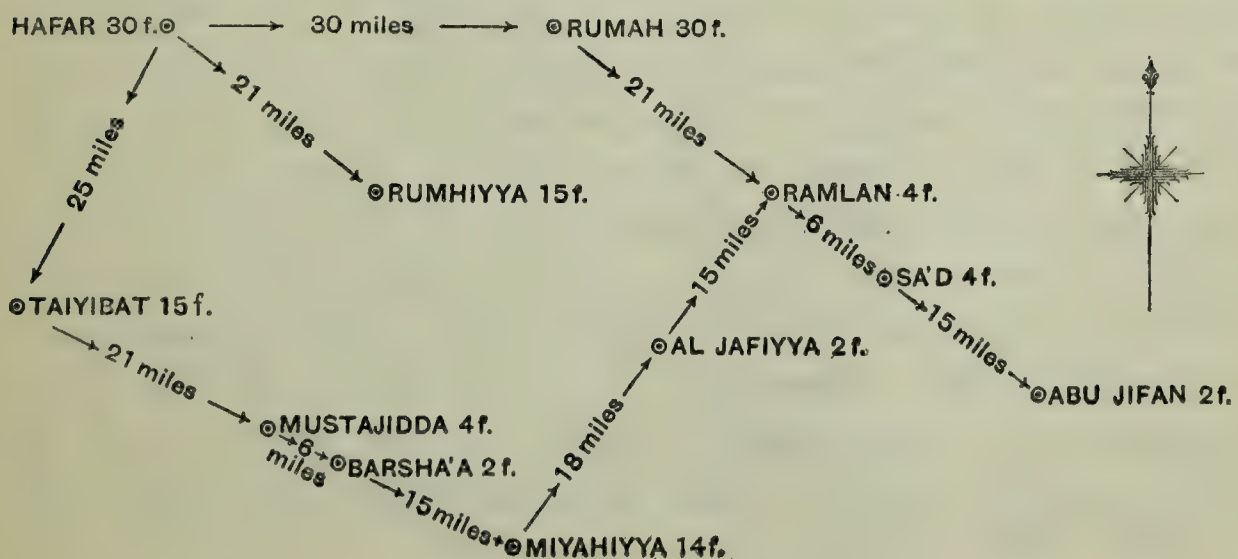 HAFAR 30 f.
30 miles
RUMAH 30 f.
21 miles
21 miles
25 miles
RUMHIYYA 15 f.
RAMLAN 4 f.
6 miles
SA'D 4 f.
15 miles
15 miles
TAIYIBAT 15 f.
AL JAFIYYA 2 f.
21 miles
ABU JIFAN 2 f.
MUSTAJIDDA 4 f.
6
miles
BARSHA'A 2 f.
18 miles
15 miles
MIYAHIYYA 14 f.